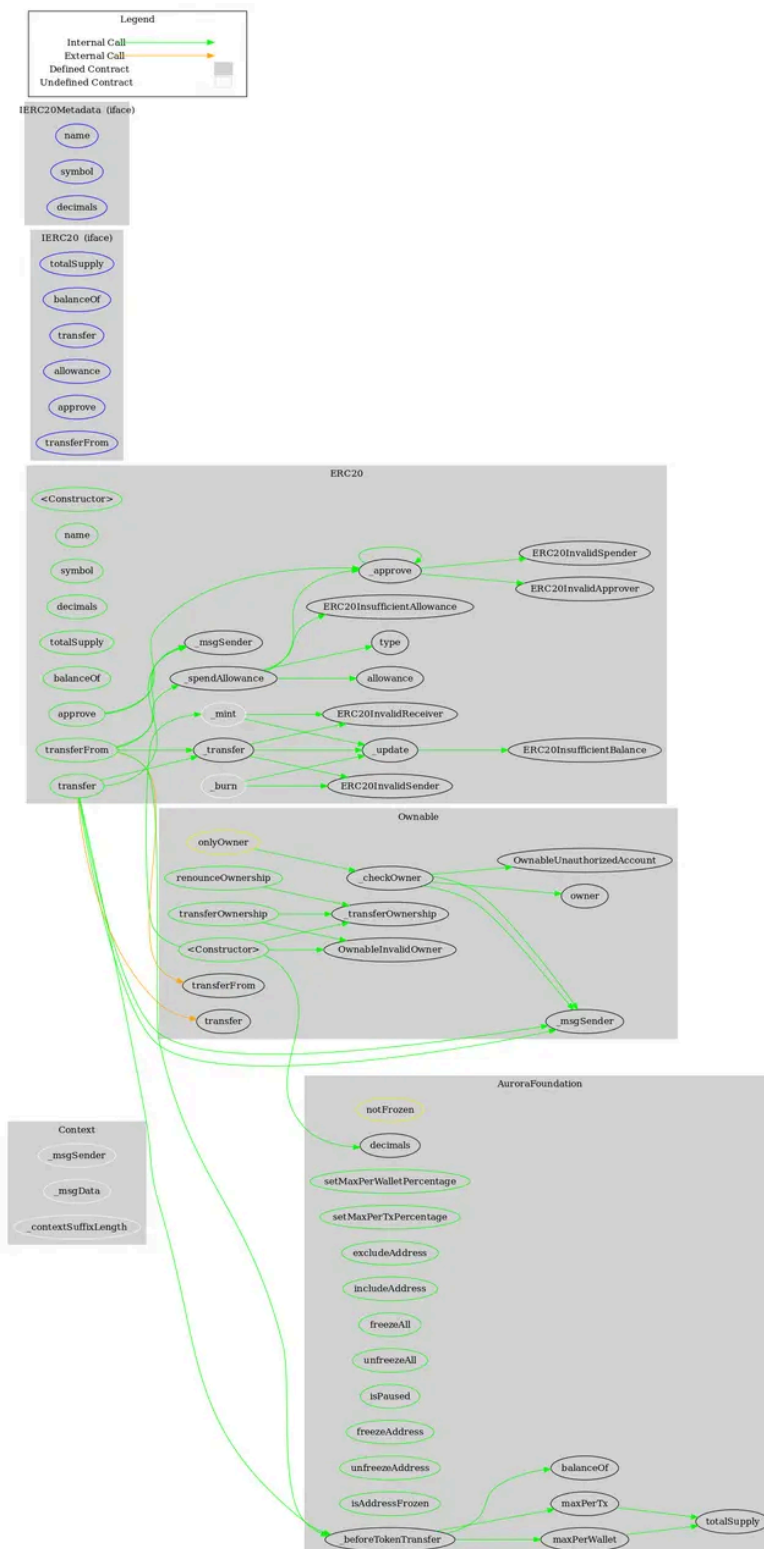 Legend
Internal Call
External Call
Defined Contract
Undefined Contract
IERC20Metadata (iface)
name
symbol
decimals
IERC20 (iface)
totalSupply
balanceOf
transfer
allowance
approve
transferFrom
ERC20
<Constructor>
name
symbol
decimals
totalSupply
balanceOf
approve
transferFrom
transfer
_msgSender
_spendAllowance
_mint
_transfer
_burn
_approve
ERC20InsufficientAllowance
type
allowance
ERC20InvalidReceiver
_update
ERC20InvalidSender
ERC20InvalidSpender
ERC20InvalidApprover
ERC20InsufficientBalance
Ownable
onlyOwner
renounceOwnership
transferOwnership
<Constructor>
transferFrom
transfer
_checkOwner
_transferOwnership
OwnableInvalidOwner
OwnableUnauthorizedAccount
owner
_msgSender
Context
_msgSender
_msgData
_contextSuffixLength
AuroraFoundation
notFrozen
decimals
setMaxPerWalletPercentage
setMaxPerTxPercentage
excludeAddress
includeAddress
freezeAll
unfreezeAll
isPaused
freezeAddress
unfreezeAddress
isAddressFrozen
_beforeTokenTransfer
balanceOf
maxPerTx
maxPerWallet
totalSupply